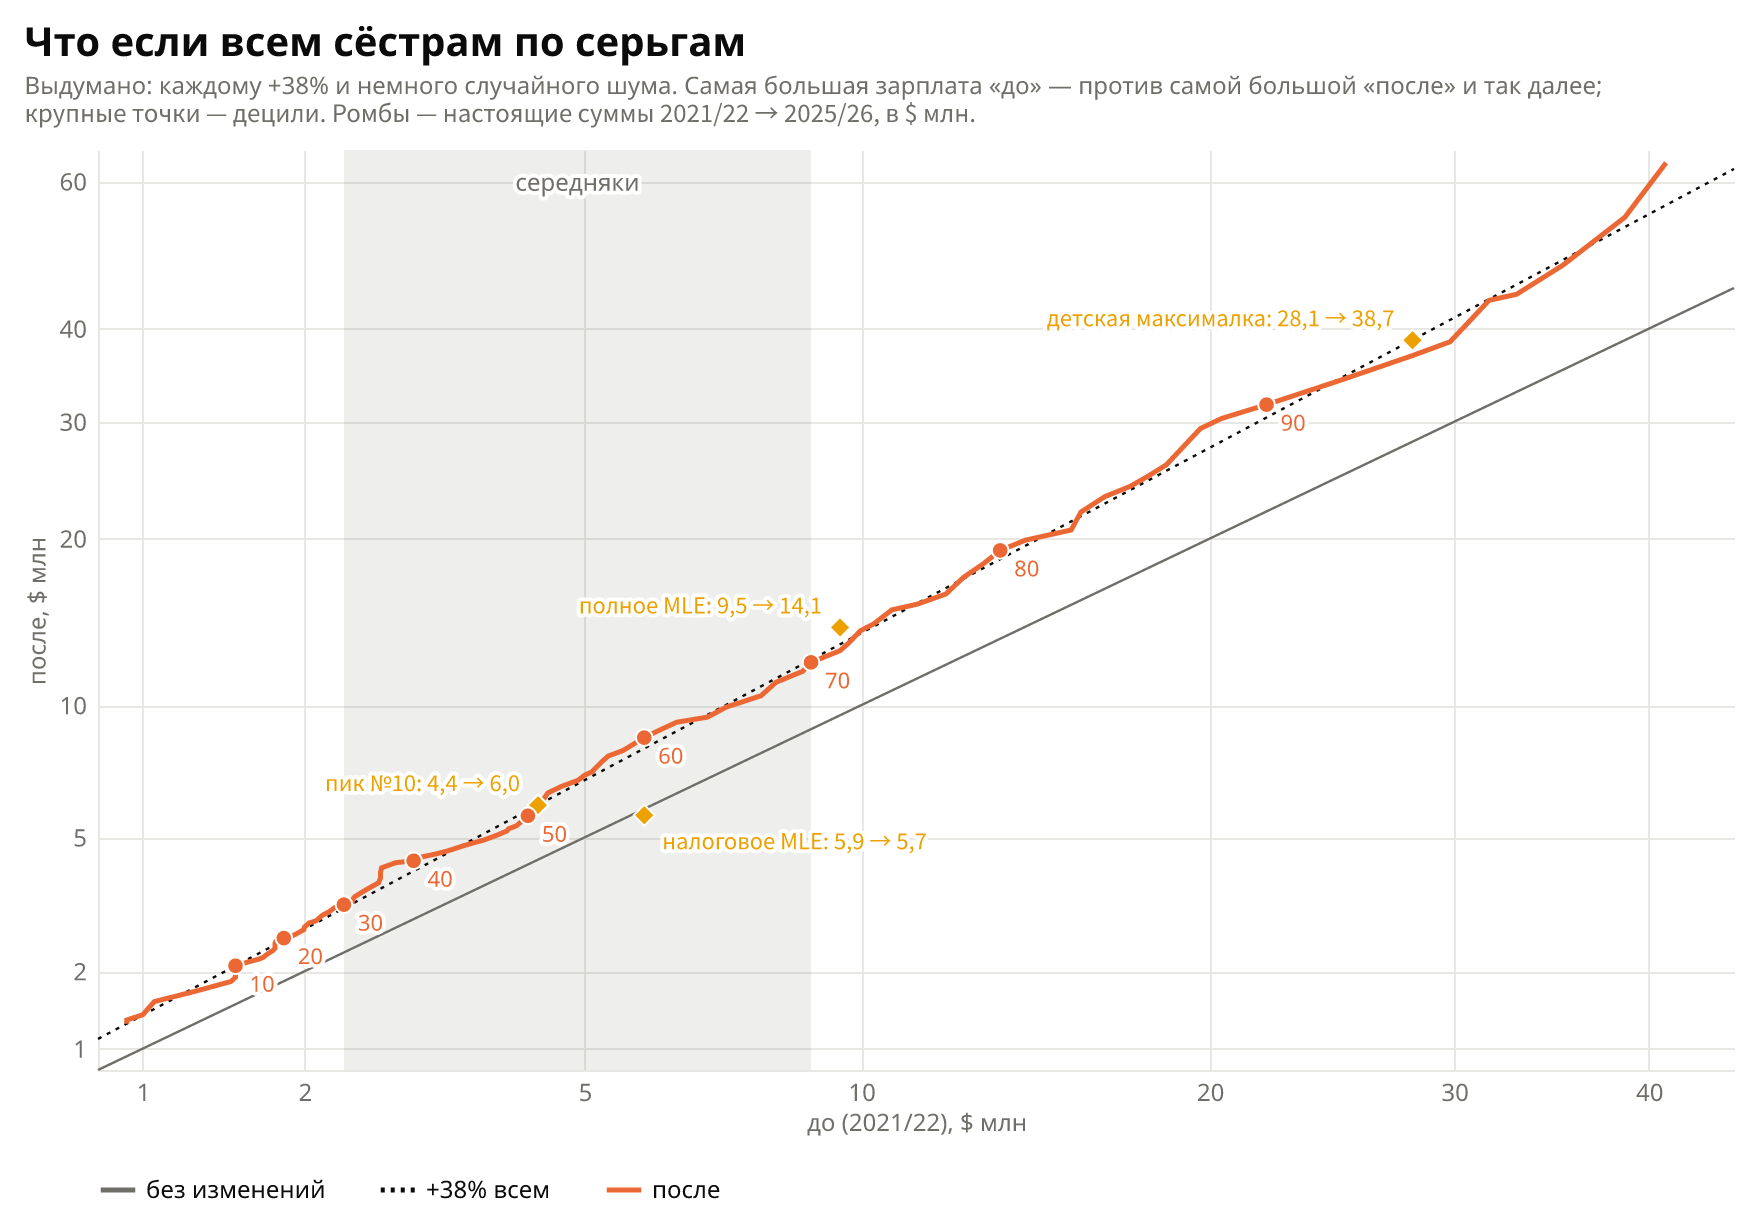 Что если всем сёстрам по серьгам
Выдумано: каждому +38% и немного случайного шума. Самая большая зарплата «до» — против самой большой «после» и так далее;
крупные точки — децили. Ромбы — настоящие суммы 2021/22 → 2025/26, в $ млн.
середняки
60
40
30
20
10
5
2
1
после, $ млн
детская максималка: 28,1 → 38,7
полное MLE: 9,5 → 14,1
пик №10: 4,4 → 6,0
налоговое MLE: 5,9 → 5,7
90
80
70
60
50
40
30
20
10
1
2
5
10
20
30
40
до (2021/22), $ млн
без изменений
+38% всем
после